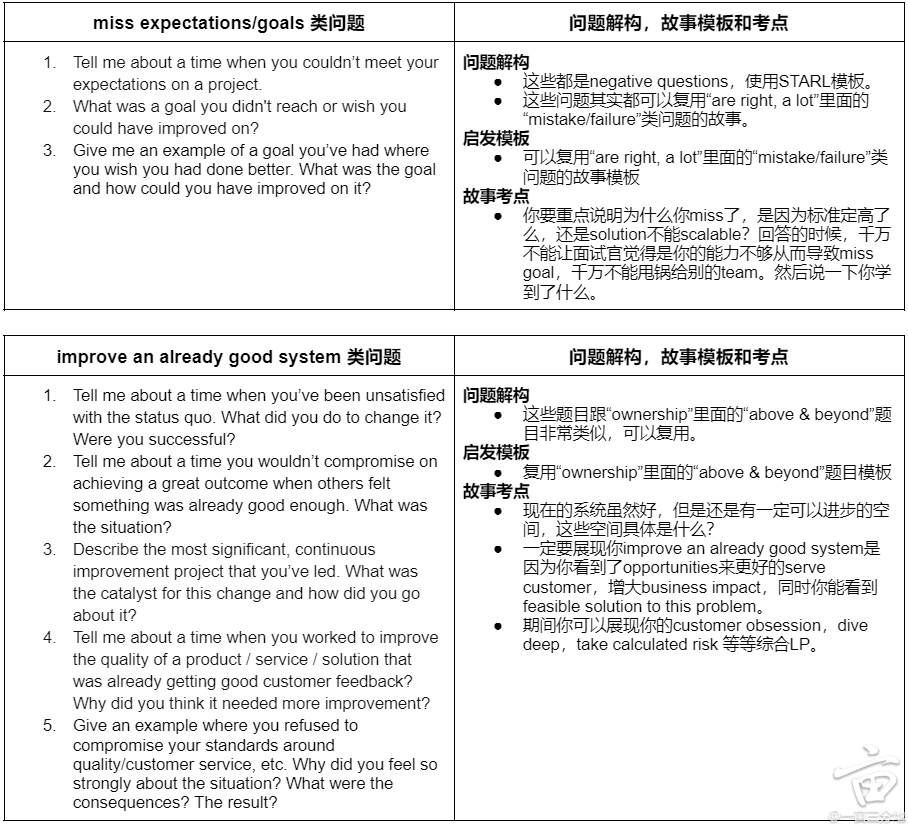 miss expectations/goals 类问题
问题解构，故事模板和考点
1. Tell me about a time when you couldn’t meet your
expectations on a project.
2. What was a goal you didn't reach or wish you
could have improved on?
3. Give me an example of a goal you’ve had where
you wish you had done better. What was the goal
and how could you have improved on it?
问题解构
● 这些都是negative questions，使用STARL模板。
● 这些问题其实都可以复用“are right, a lot”里面的
“mistake/failure”类问题的故事。
启发模板
● 可以复用“are right, a lot”里面的“mistake/failure”类
问题的故事模板
故事考点
● 你要重点说明为什么你miss了，是因为标准定高了
么，还是solution不能scalable？回答的时候，千万
不能让面试官觉得是你的能力不够从而导致miss
goal，千万不能甩锅给别的team。然后说一下你学
到了什么。
improve an already good system 类问题
问题解构，故事模板和考点
1. Tell me about a time when you’ve been unsatisfied
with the status quo. What did you do to change it?
Were you successful?
2. Tell me about a time you wouldn’t compromise on
achieving a great outcome when others felt
something was already good enough. What was
the situation?
3. Describe the most significant, continuous
improvement project that you’ve led. What was
the catalyst for this change and how did you go
about it?
4. Tell me about a time when you worked to improve
the quality of a product / service / solution that
was already getting good customer feedback?
Why did you think it needed more improvement?
5. Give an example where you refused to
compromise your standards around
quality/customer service, etc. Why did you feel so
strongly about the situation? What were the
consequences? The result?
问题解构
● 这些题目跟“ownership”里面的“above & beyond”题
目非常类似，可以复用。
启发模板
● 复用“ownership”里面的“above & beyond”题目模板
故事考点
● 现在的系统虽然好，但是还是有一定可以进步的空
间，这些空间具体是什么？
● 一定要展现你improve an already good system是
因为你看到了opportunities来更好的serve
customer，增大business impact，同时你能看到
feasible solution to this problem。
● 期间你可以展现你的customer obsession，dive
deep，take calculated risk 等等综合LP。
亩